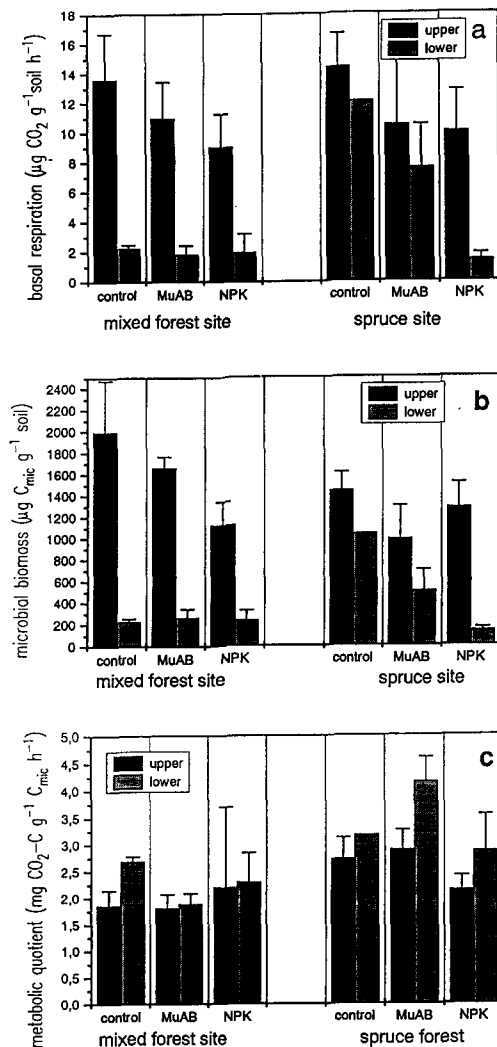 a
upper
lower
basal respiration (µg CO₂ g⁻¹soil h⁻¹)
18
16
14
12
10
8
6
4
2
0
control MuAB NPK control MuAB NPK
mixed forest site spruce site
b
upper
lower
microbial biomass (µg Cmic g⁻¹ soil)
2400
2200
2000
1800
1600
1400
1200
1000
800
600
400
200
0
control MuAB NPK control MuAB NPK
mixed forest site spruce site
c
upper
lower
metabolic quotient (mg CO₂-C g⁻¹ Cmic h⁻¹)
5,0
4,5
4,0
3,5
3,0
2,5
2,0
1,5
1,0
0,5
0,0
control MuAB NPK control MuAB NPK
mixed forest site spruce forest